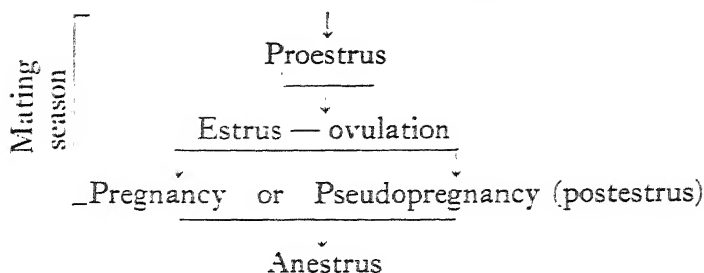 Proestrus
Mating
season
Estrus — ovulation
Pregnancy or Pseudopregnancy (postestrus)
Anestrus